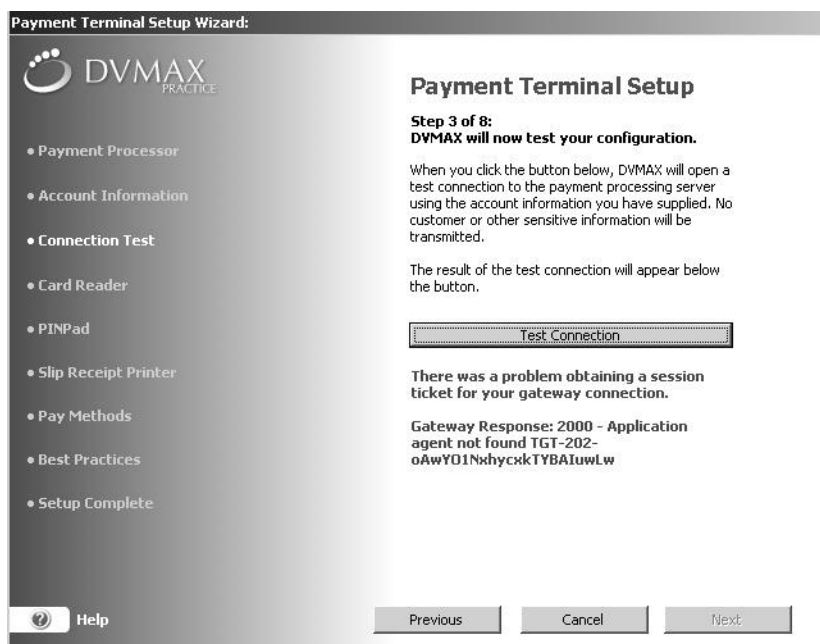 Payment Terminal Setup Wizard:
DVMAX
PRACTICE
• Payment Processor
• Account Information
• Connection Test
• Card Reader
• PINPad
• Slip Receipt Printer
• Pay Methods
• Best Practices
• Setup Complete
? Help
Payment Terminal Setup
Step 3 of 8:
DVMAX will now test your configuration.
When you click the button below, DVMAX will open a
test connection to the payment processing server
using the account information you have supplied. No
customer or other sensitive information will be
transmitted.
The result of the test connection will appear below
the button.
Test Connection
There was a problem obtaining a session
ticket for your gateway connection.
Gateway Response: 2000 - Application
agent not found TGT-202-
oAwYO1NxhycxkTYBAIuwLw
Previous
Cancel
Next